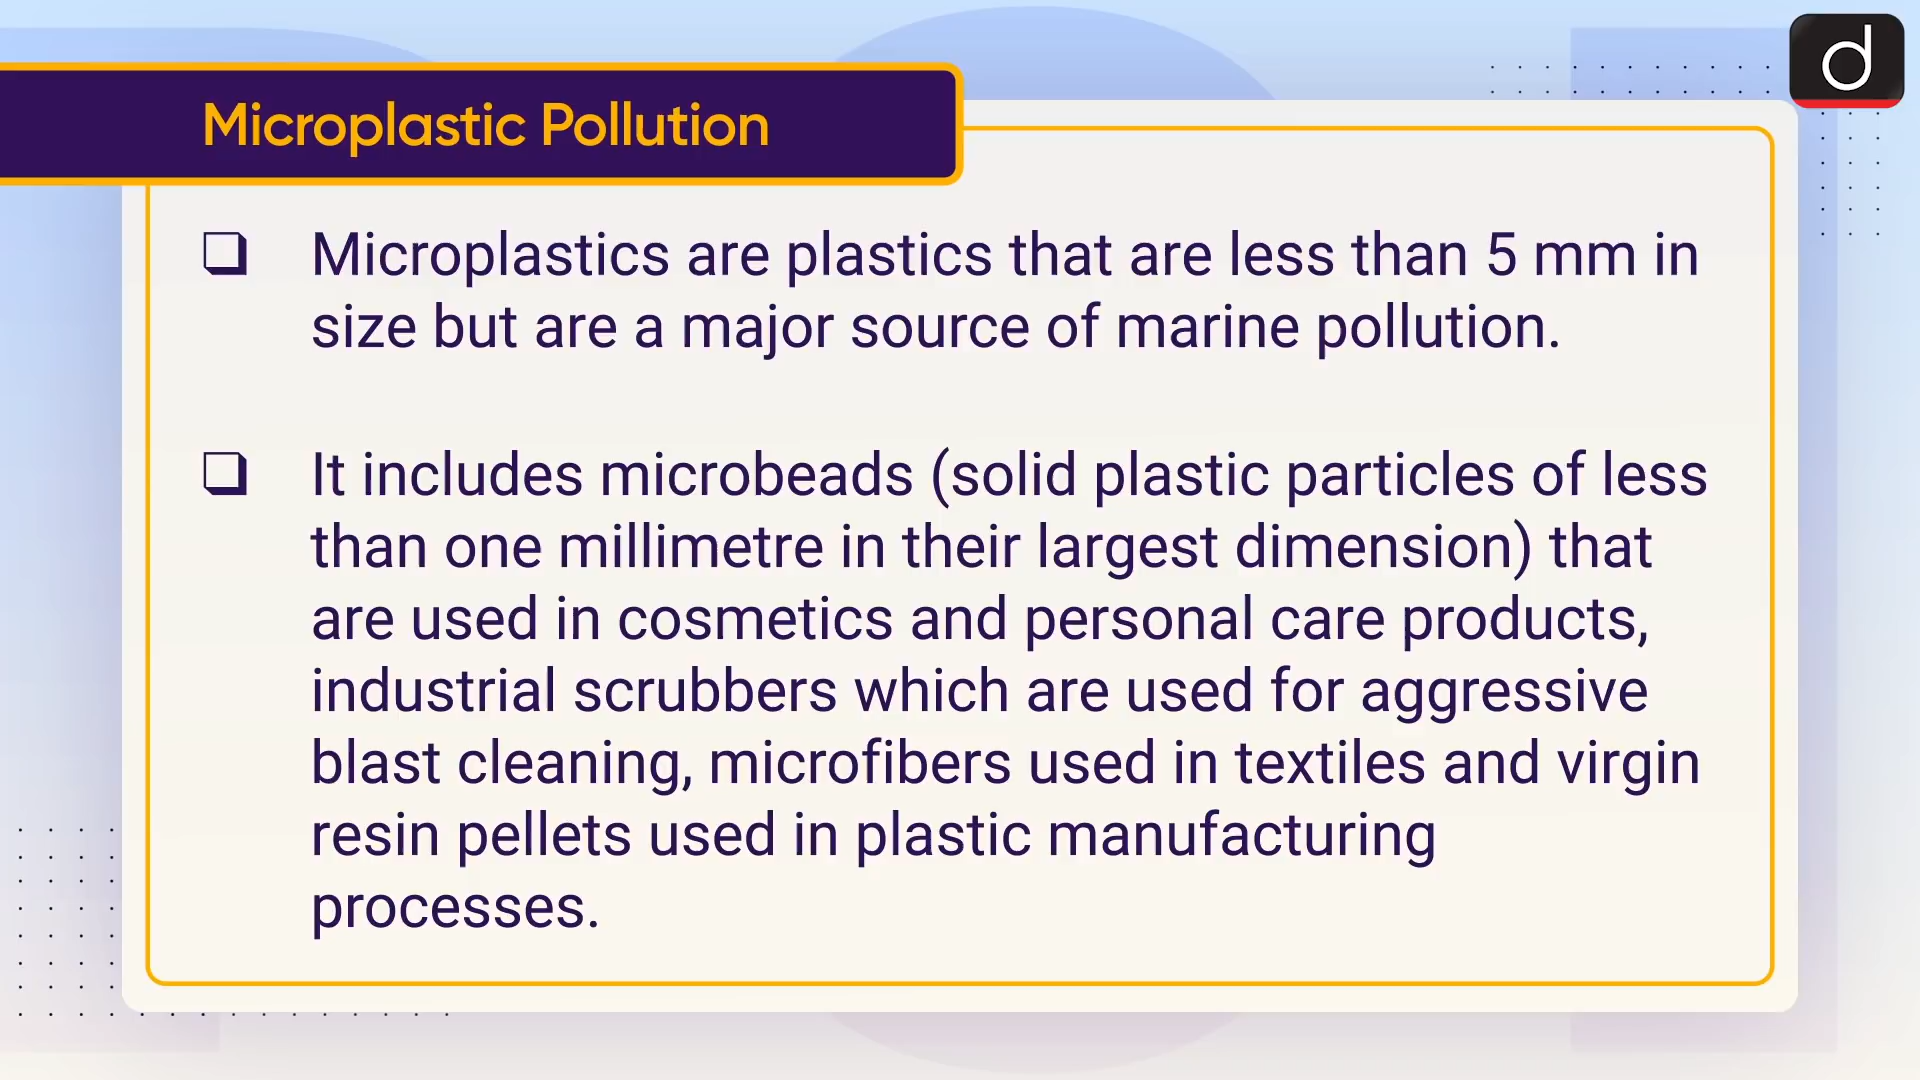 d
Microplastic Pollution
❑ Microplastics are plastics that are less than 5 mm in
size but are a major source of marine pollution.
❑ It includes microbeads (solid plastic particles of less
than one millimetre in their largest dimension) that
are used in cosmetics and personal care products,
industrial scrubbers which are used for aggressive
blast cleaning, microfibers used in textiles and virgin
resin pellets used in plastic manufacturing
processes.